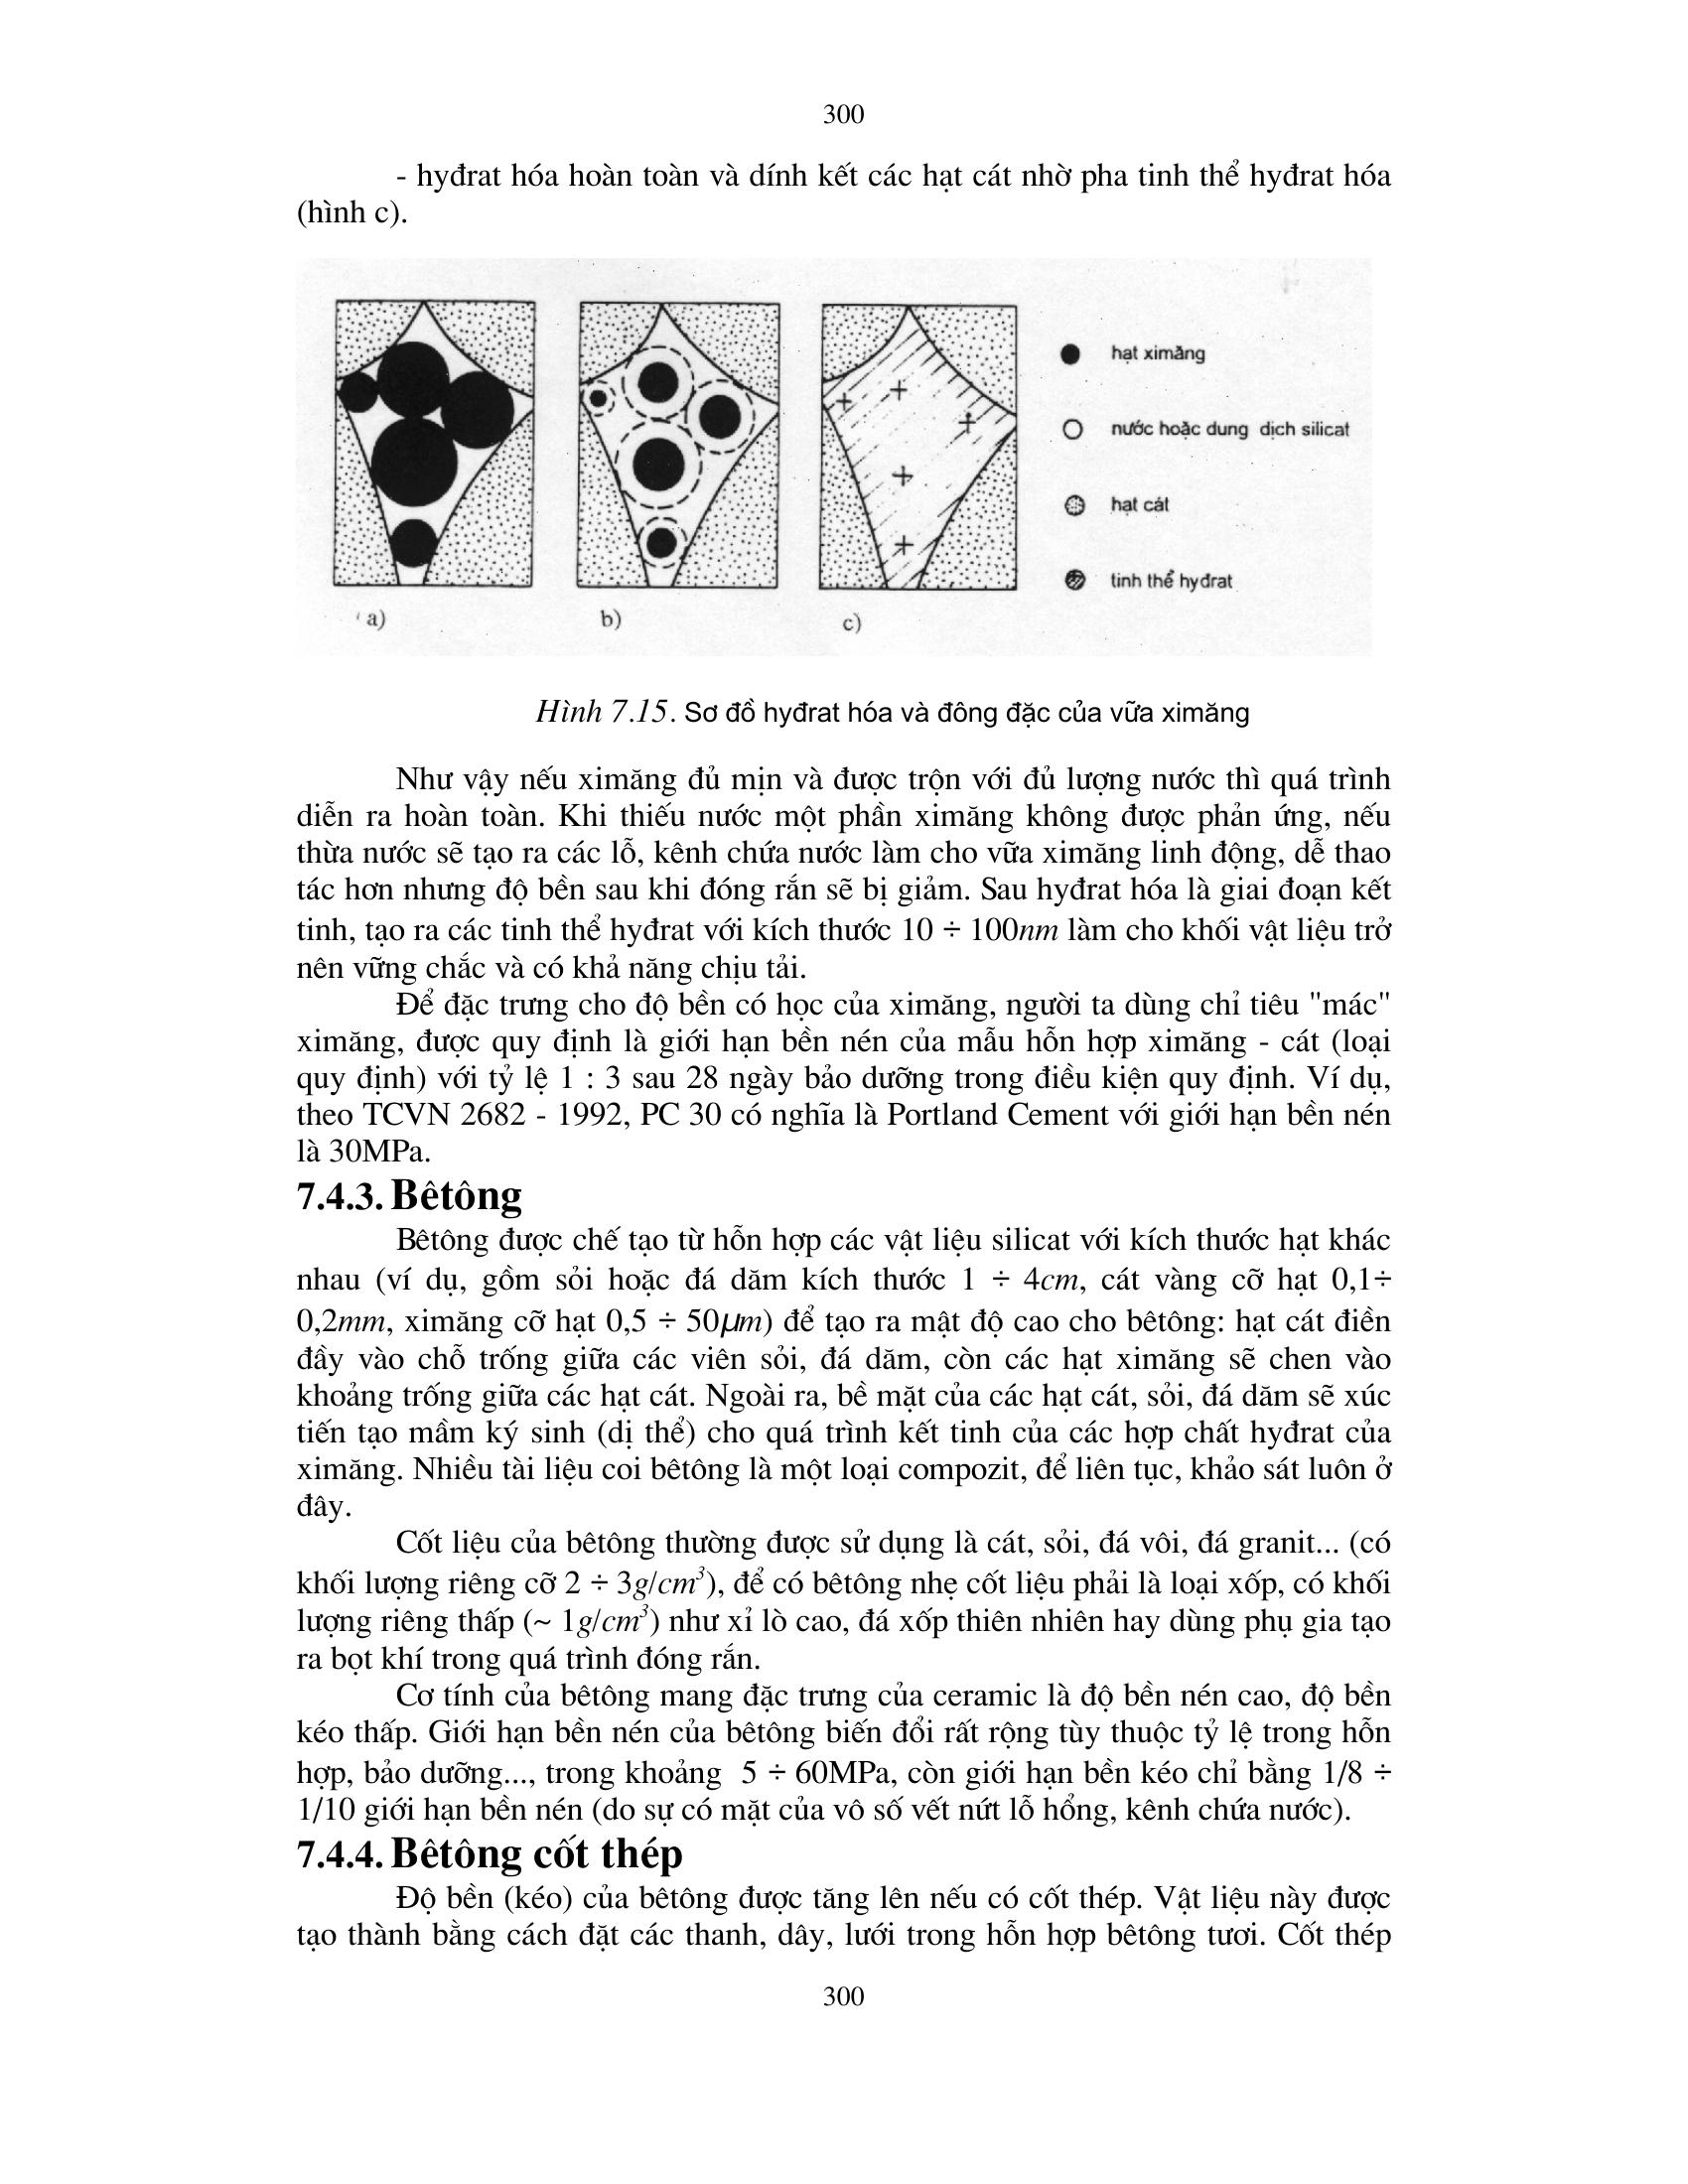 300
- hyđrat hóa hoàn toàn và dính kết các hạt cát nhờ pha tinh thể hyđrat hóa
(hình c).
hạt ximăng
nước hoặc dung dịch silicat
hạt cát
tinh thể hyđrat
a)
b)
c)
Hình 7.15. Sơ đồ hyđrat hóa và đông đặc của vữa ximăng
Như vậy nếu ximăng đủ mịn và được trộn với đủ lượng nước thì quá trình
diễn ra hoàn toàn. Khi thiếu nước một phần ximăng không được phản ứng, nếu
thừa nước sẽ tạo ra các lỗ, kênh chứa nước làm cho vữa ximăng linh động, dễ thao
tác hơn nhưng độ bền sau khi đóng rắn sẽ bị giảm. Sau hyđrat hóa là giai đoạn kết
tinh, tạo ra các tinh thể hyđrat với kích thước 10 ÷ 100nm làm cho khối vật liệu trở
nên vững chắc và có khả năng chịu tải.
Để đặc trưng cho độ bền có học của ximăng, người ta dùng chỉ tiêu "mác"
ximăng, được quy định là giới hạn bền nén của mẫu hỗn hợp ximăng - cát (loại
quy định) với tỷ lệ 1 : 3 sau 28 ngày bảo dưỡng trong điều kiện quy định. Ví dụ,
theo TCVN 2682 - 1992, PC 30 có nghĩa là Portland Cement với giới hạn bền nén
là 30MPa.
7.4.3. Bêtông
Bêtông được chế tạo từ hỗn hợp các vật liệu silicat với kích thước hạt khác
nhau (ví dụ, gồm sỏi hoặc đá dăm kích thước 1 ÷ 4cm, cát vàng cỡ hạt 0,1÷
0,2mm, ximăng cỡ hạt 0,5 ÷ 50µm) để tạo ra mật độ cao cho bêtông: hạt cát điền
đầy vào chỗ trống giữa các viên sỏi, đá dăm, còn các hạt ximăng sẽ chen vào
khoảng trống giữa các hạt cát. Ngoài ra, bề mặt của các hạt cát, sỏi, đá dăm sẽ xúc
tiến tạo mầm ký sinh (dị thể) cho quá trình kết tinh của các hợp chất hyđrat của
ximăng. Nhiều tài liệu coi bêtông là một loại compozit, để liên tục, khảo sát luôn ở
đây.
Cốt liệu của bêtông thường được sử dụng là cát, sỏi, đá vôi, đá granit... (có
khối lượng riêng cỡ 2 ÷ 3g/cm³), để có bêtông nhẹ cốt liệu phải là loại xốp, có khối
lượng riêng thấp (~ 1g/cm³) như xỉ lò cao, đá xốp thiên nhiên hay dùng phụ gia tạo
ra bọt khí trong quá trình đóng rắn.
Cơ tính của bêtông mang đặc trưng của ceramic là độ bền nén cao, độ bền
kéo thấp. Giới hạn bền nén của bêtông biến đổi rất rộng tùy thuộc tỷ lệ trong hỗn
hợp, bảo dưỡng..., trong khoảng 5 ÷ 60MPa, còn giới hạn bền kéo chỉ bằng 1/8 ÷
1/10 giới hạn bền nén (do sự có mặt của vô số vết nứt lỗ hổng, kênh chứa nước).
7.4.4. Bêtông cốt thép
Độ bền (kéo) của bêtông được tăng lên nếu có cốt thép. Vật liệu này được
tạo thành bằng cách đặt các thanh, dây, lưới trong hỗn hợp bêtông tươi. Cốt thép
300